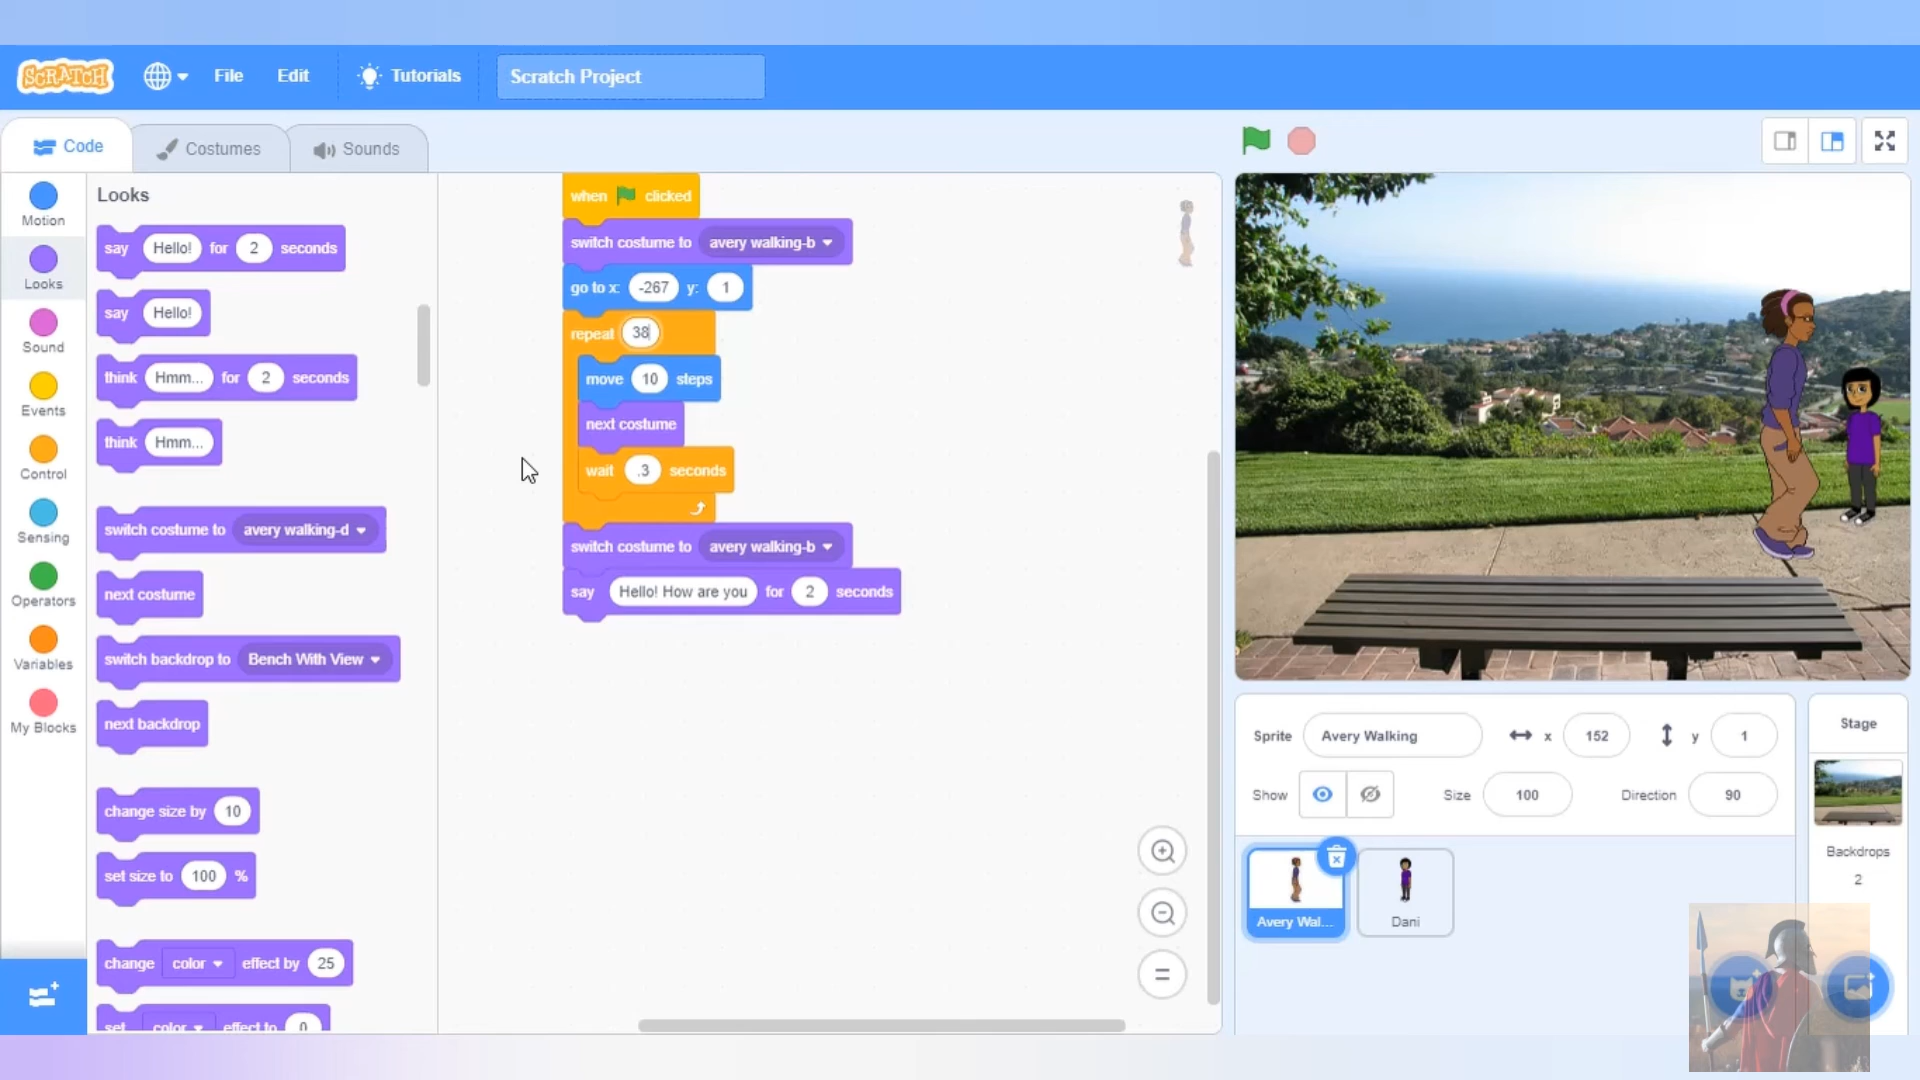 SCRATCH File Edit Tutorials Scratch Project
Code Costumes Sounds
Motion
Looks
Sound
Events
Control
Sensing
Operators
Variables
My Blocks
Looks
say Hello! for 2 seconds
say Hello!
think Hmm... for 2 seconds
think Hmm...
switch costume to avery walking-d
next costume
switch backdrop to Bench With View
next backdrop
change size by 10
set size to 100 %
change color effect by 25
set color effect to 0
when clicked
switch costume to avery walking-b
go to x: -267 y: 1
repeat 38
move 10 steps
next costume
wait .3 seconds
switch costume to avery walking-b
say Hello! How are you for 2 seconds
Sprite Avery Walking x 152 y 1
Show Size 100 Direction 90
Avery Wal...
Dani
Stage
Backdrops
2